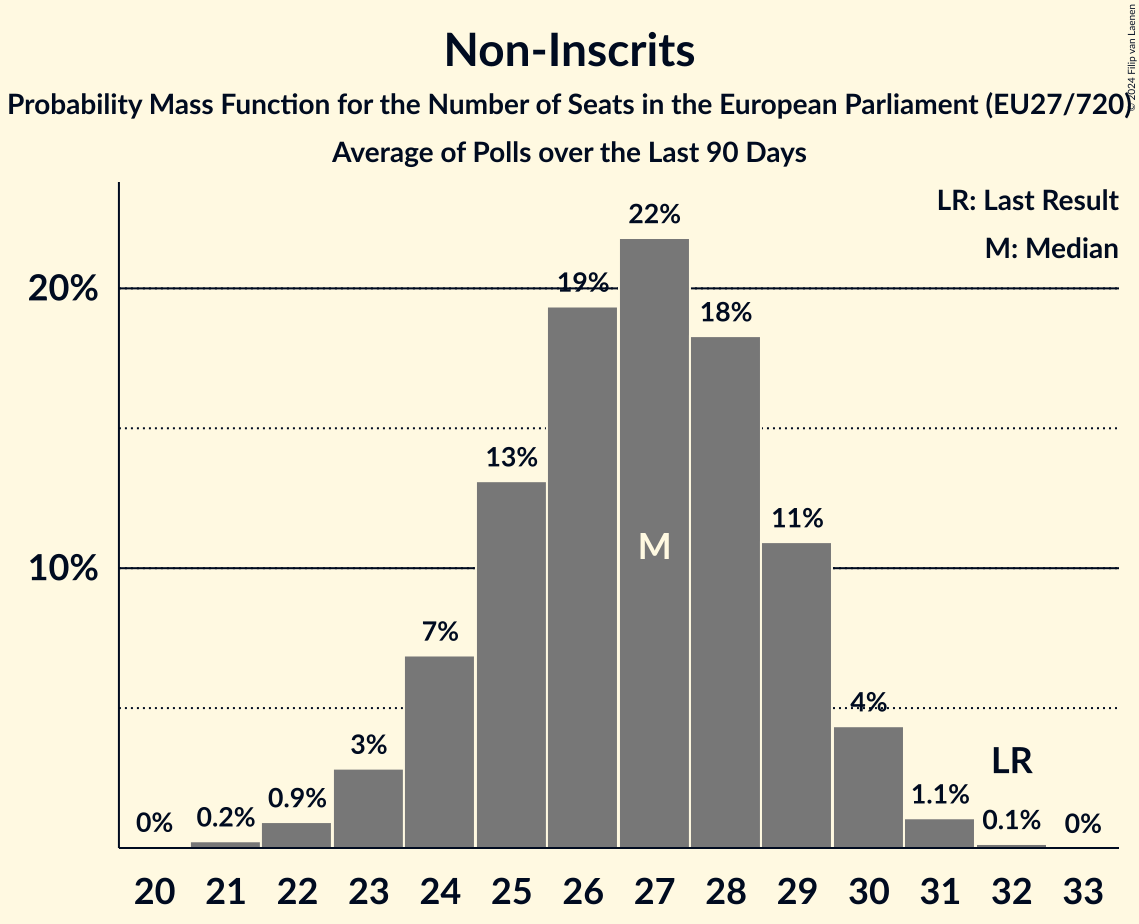 Non-Inscrits
Probability Mass Function for the Number of Seats in the European Parliament (EU27/720)
Average of Polls over the Last 90 Days
© 2024 Filip van Laenen
LR: Last Result
M: Median
20%
10%
0%
0.2%
0.9%
3%
7%
13%
19%
22%
18%
11%
4%
1.1%
0.1%
0%
M
LR
20 21 22 23 24 25 26 27 28 29 30 31 32 33